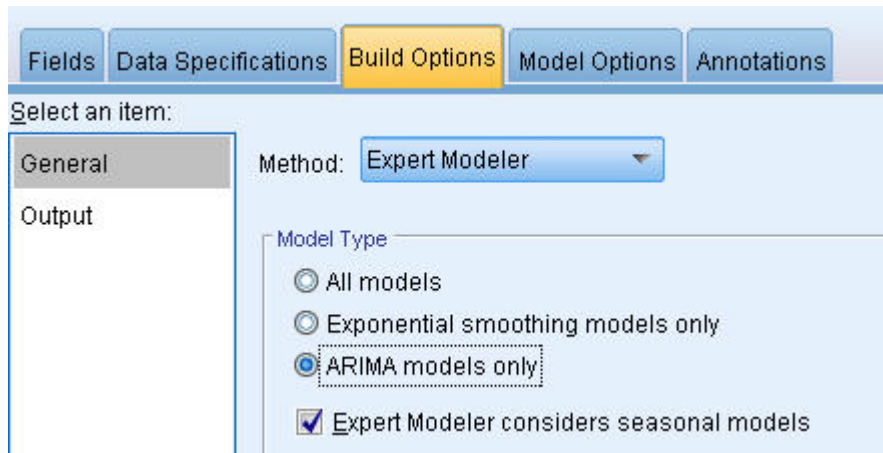 Fields Data Specifications Build Options Model Options Annotations
Select an item:
General
Output
Method: Expert Modeler
Model Type
All models
Exponential smoothing models only
ARIMA models only
Expert Modeler considers seasonal models